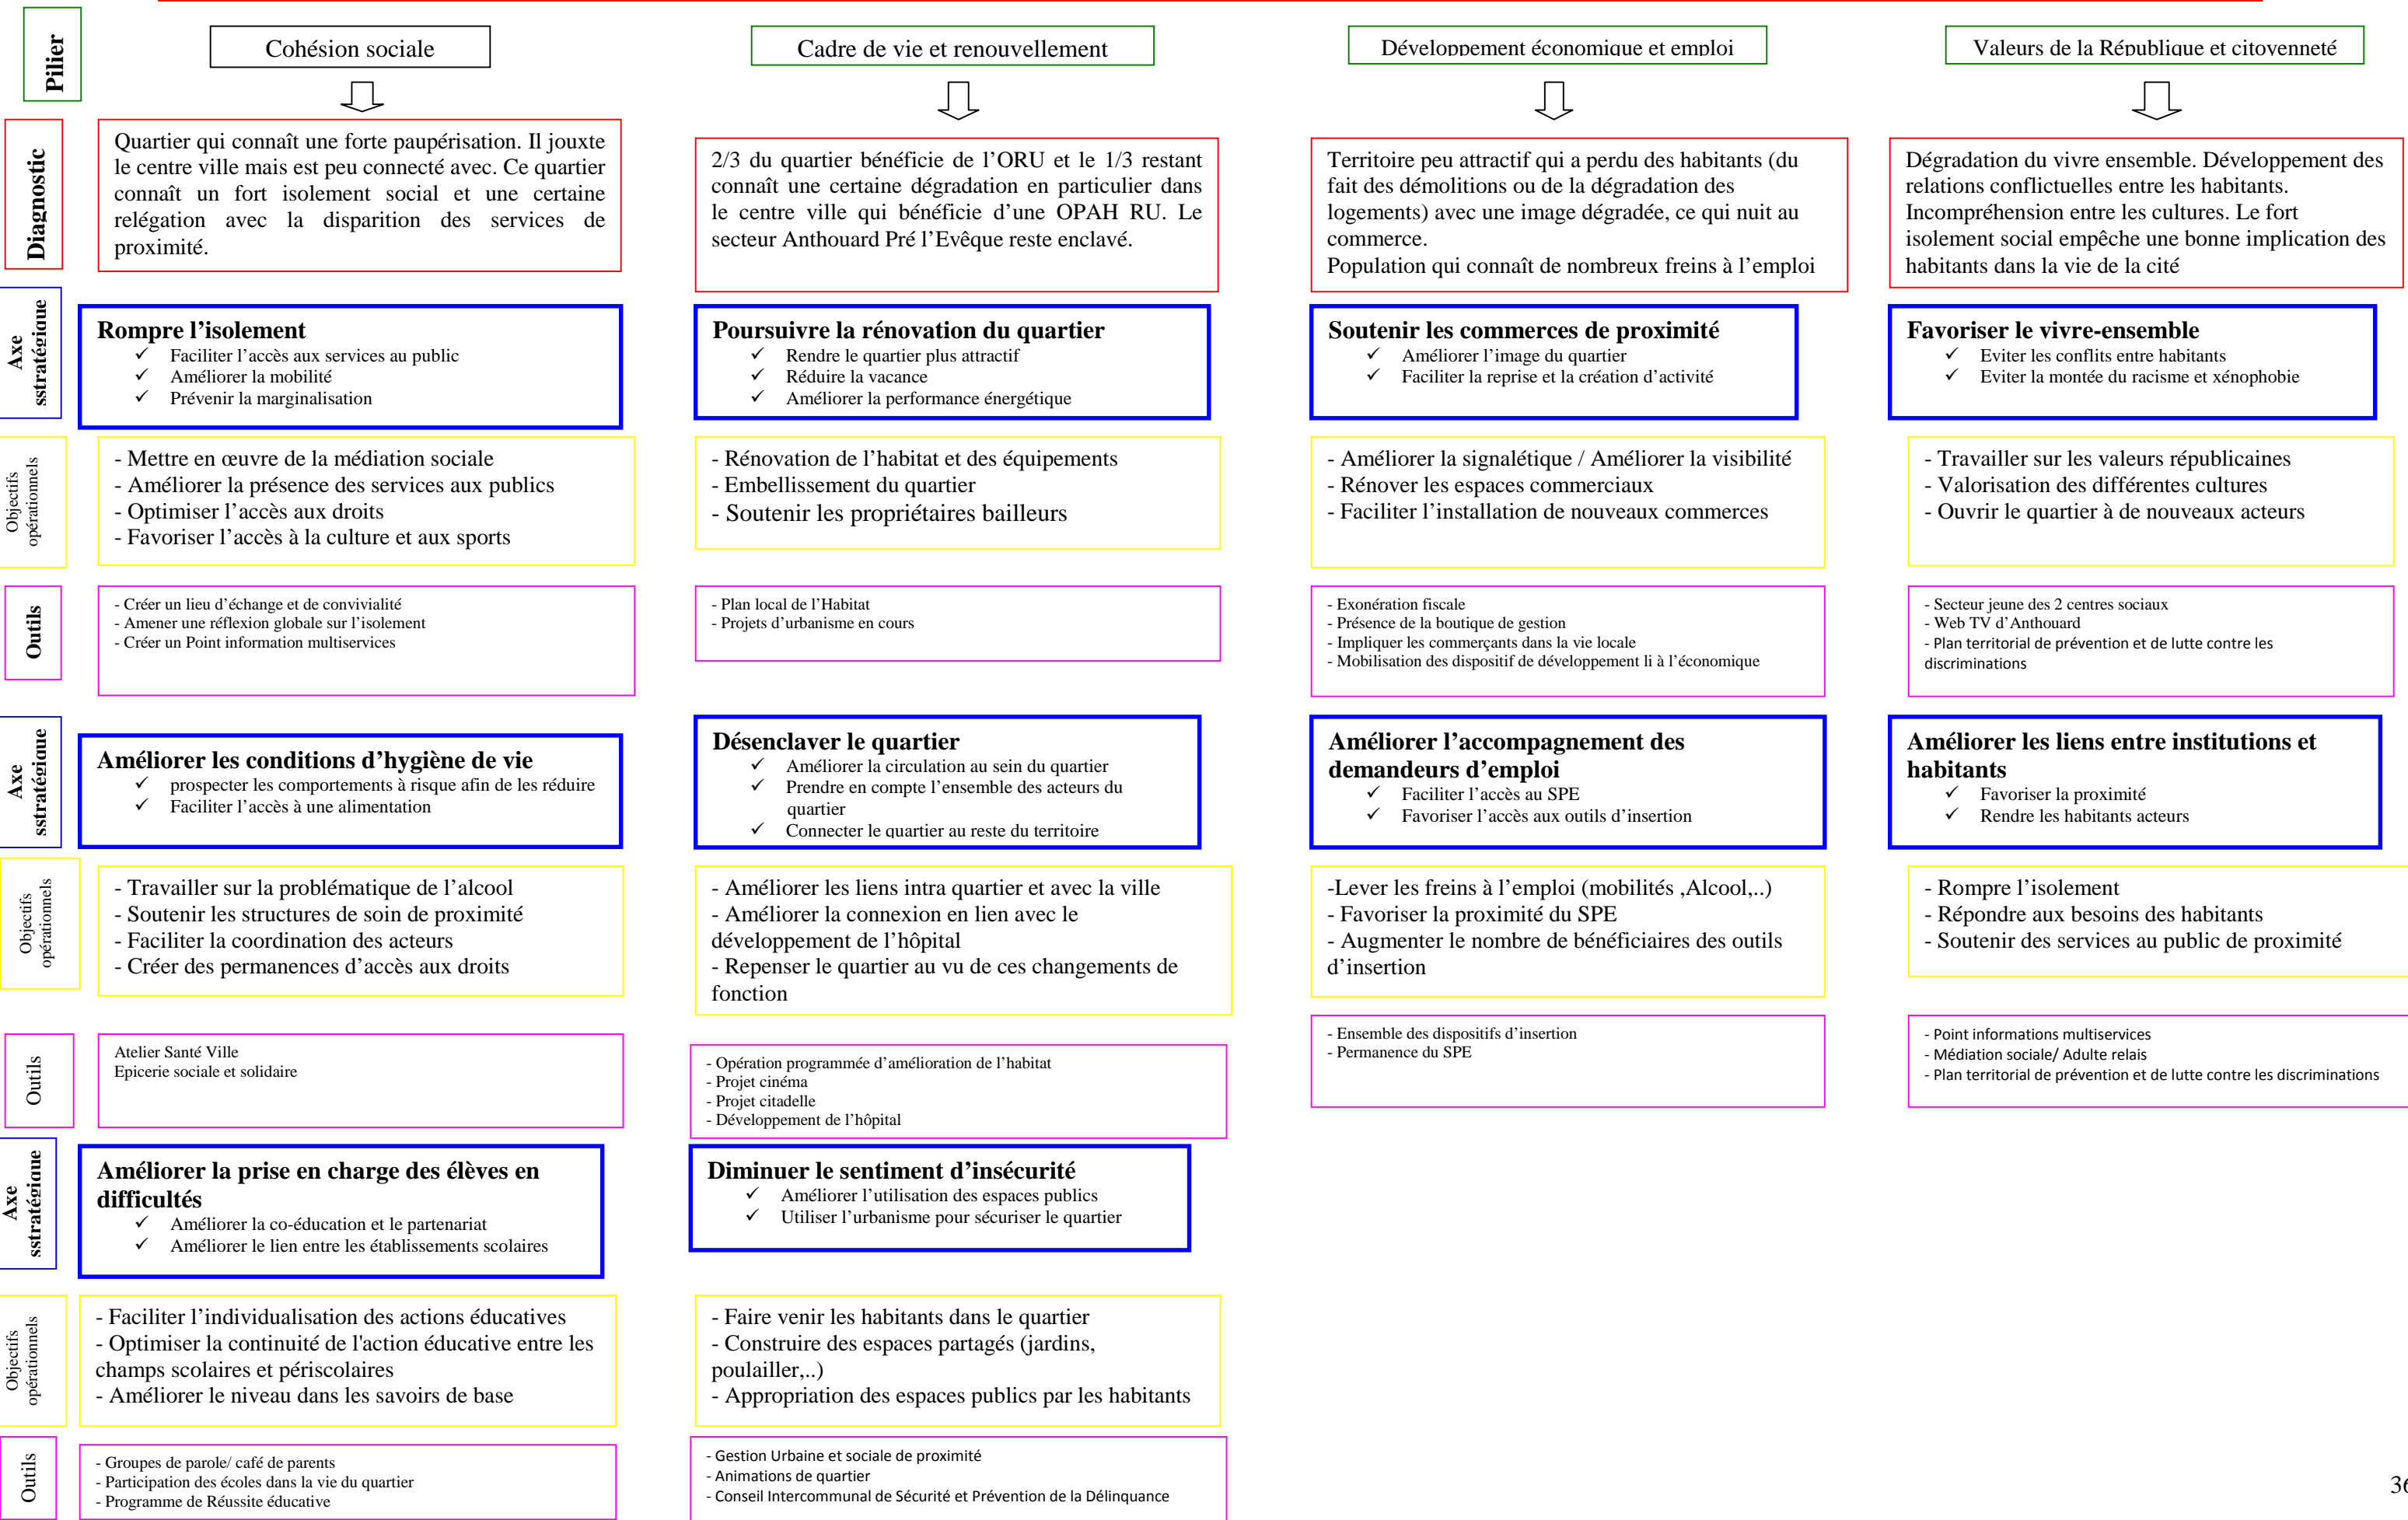 Pilier
Cohésion sociale
Cadre de vie et renouvellement
Développement économique et emploi
Valeurs de la République et citoyenneté
Diagnostic
Quartier qui connaît une forte paupérisation. Il jouxte
le centre ville mais est peu connecté avec. Ce quartier
connaît un fort isolement social et une certaine
relégation avec la disparition des services de
proximité.
2/3 du quartier bénéficie de l’ORU et le 1/3 restant
connaît une certaine dégradation en particulier dans
le centre ville qui bénéficie d’une OPAH RU. Le
secteur Anthouard Pré l’Evêque reste enclavé.
Territoire peu attractif qui a perdu des habitants (du
fait des démolitions ou de la dégradation des
logements) avec une image dégradée, ce qui nuit au
commerce.
Population qui connaît de nombreux freins à l’emploi
Dégradation du vivre ensemble. Développement des
relations conflictuelles entre les habitants.
Incompréhension entre les cultures. Le fort
isolement social empêche une bonne implication des
habitants dans la vie de la cité
Axe
sstratégique
Rompre l’isolement
✓ Faciliter l’accès aux services au public
✓ Améliorer la mobilité
✓ Prévenir la marginalisation
Poursuivre la rénovation du quartier
✓ Rendre le quartier plus attractif
✓ Réduire la vacance
✓ Améliorer la performance énergétique
Soutenir les commerces de proximité
✓ Améliorer l’image du quartier
✓ Faciliter la reprise et la création d’activité
Favoriser le vivre-ensemble
✓ Eviter les conflits entre habitants
✓ Eviter la montée du racisme et xénophobie
Objectifs
opérationnels
- Mettre en œuvre de la médiation sociale
- Améliorer la présence des services aux publics
- Optimiser l’accès aux droits
- Favoriser l’accès à la culture et aux sports
- Rénovation de l’habitat et des équipements
- Embellissement du quartier
- Soutenir les propriétaires bailleurs
- Améliorer la signalétique / Améliorer la visibilité
- Rénover les espaces commerciaux
- Faciliter l’installation de nouveaux commerces
- Travailler sur les valeurs républicaines
- Valorisation des différentes cultures
- Ouvrir le quartier à de nouveaux acteurs
Outils
- Créer un lieu d’échange et de convivialité
- Amener une réflexion globale sur l’isolement
- Créer un Point information multiservices
- Plan local de l’Habitat
- Projets d’urbanisme en cours
- Exonération fiscale
- Présence de la boutique de gestion
- Impliquer les commerçants dans la vie locale
- Mobilisation des dispositif de développement li à l’économique
- Secteur jeune des 2 centres sociaux
- Web TV d’Anthouard
- Plan territorial de prévention et de lutte contre les
discriminations
Axe
sstratégique
Améliorer les conditions d’hygiène de vie
✓ prospecter les comportements à risque afin de les réduire
✓ Faciliter l’accès à une alimentation
Désenclaver le quartier
✓ Améliorer la circulation au sein du quartier
✓ Prendre en compte l’ensemble des acteurs du
quartier
✓ Connecter le quartier au reste du territoire
Améliorer l’accompagnement des
demandeurs d’emploi
✓ Faciliter l’accès au SPE
✓ Favoriser l’accès aux outils d’insertion
Améliorer les liens entre institutions et
habitants
✓ Favoriser la proximité
✓ Rendre les habitants acteurs
Objectifs
opérationnels
- Travailler sur la problématique de l’alcool
- Soutenir les structures de soin de proximité
- Faciliter la coordination des acteurs
- Créer des permanences d’accès aux droits
- Améliorer les liens intra quartier et avec la ville
- Améliorer la connexion en lien avec le
développement de l’hôpital
- Repenser le quartier au vu de ces changements de
fonction
-Lever les freins à l’emploi (mobilités ,Alcool,..)
- Favoriser la proximité du SPE
- Augmenter le nombre de bénéficiaires des outils
d’insertion
- Rompre l’isolement
- Répondre aux besoins des habitants
- Soutenir des services au public de proximité
Outils
Atelier Santé Ville
Epicerie sociale et solidaire
- Opération programmée d’amélioration de l’habitat
- Projet cinéma
- Projet citadelle
- Développement de l’hôpital
- Ensemble des dispositifs d’insertion
- Permanence du SPE
- Point informations multiservices
- Médiation sociale/ Adulte relais
- Plan territorial de prévention et de lutte contre les discriminations
Axe
sstratégique
Améliorer la prise en charge des élèves en
difficultés
✓ Améliorer la co-éducation et le partenariat
✓ Améliorer le lien entre les établissements scolaires
Diminuer le sentiment d’insécurité
✓ Améliorer l’utilisation des espaces publics
✓ Utiliser l’urbanisme pour sécuriser le quartier
Objectifs
opérationnels
- Faciliter l’individualisation des actions éducatives
- Optimiser la continuité de l'action éducative entre les
champs scolaires et périscolaires
- Améliorer le niveau dans les savoirs de base
- Faire venir les habitants dans le quartier
- Construire des espaces partagés (jardins,
poulailler,..)
- Appropriation des espaces publics par les habitants
Outils
- Groupes de parole/ café de parents
- Participation des écoles dans la vie du quartier
- Programme de Réussite éducative
- Gestion Urbaine et sociale de proximité
- Animations de quartier
- Conseil Intercommunal de Sécurité et Prévention de la Délinquance
36